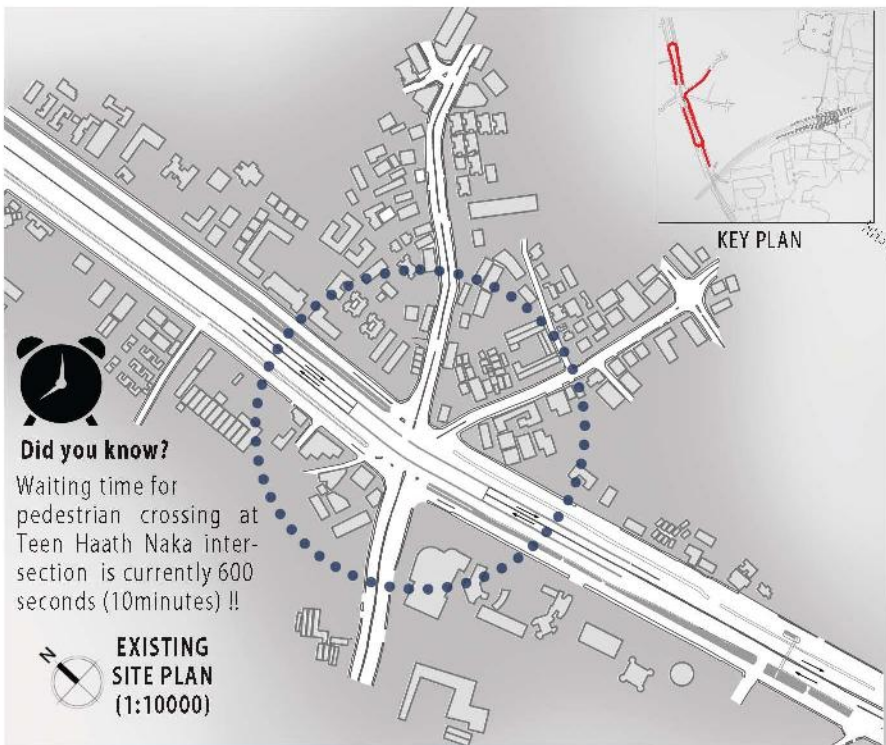 KEY PLAN
Did you know?
Waiting time for
pedestrian crossing at
Teen Haath Naka inter-
section is currently 600
seconds (10minutes) !!
N
EXISTING
SITE PLAN
(1:10000)